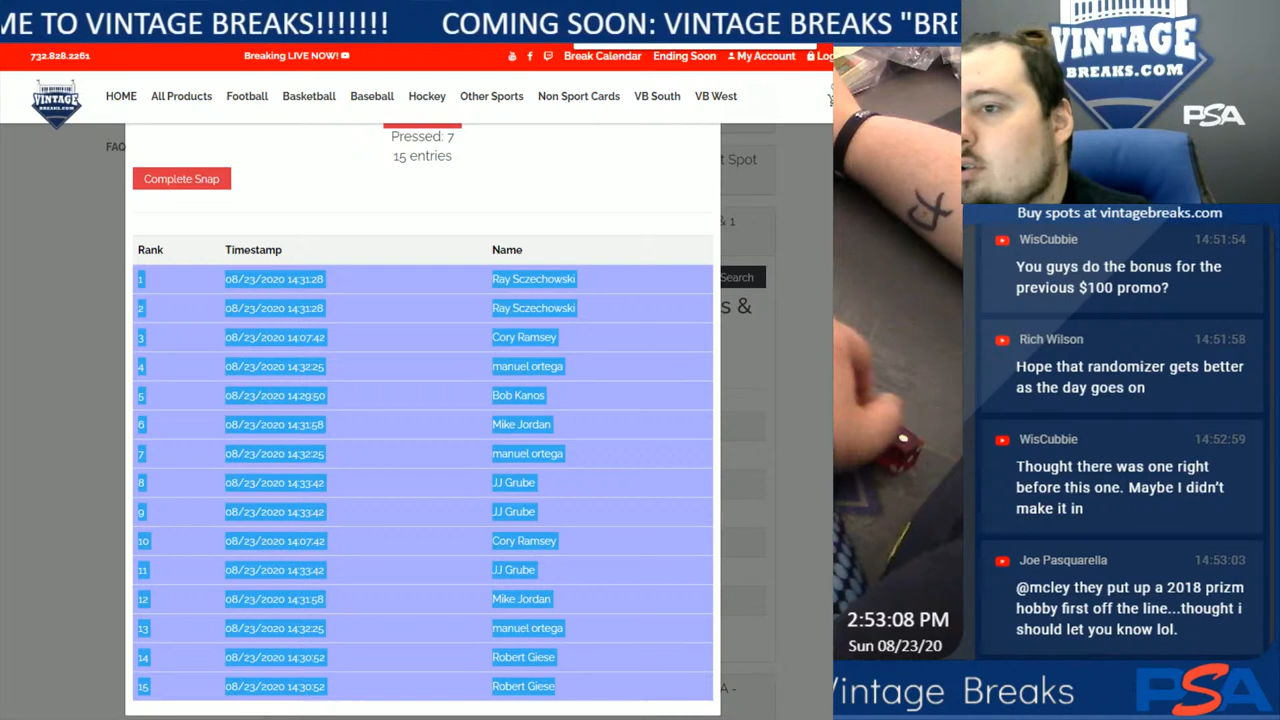 ME TO VINTAGE BREAKS!!!!!!! COMING SOON: VINTAGE BREAKS "BRE
732.828.2261 Breaking LIVE NOW! Break Calendar Ending Soon My Account Log
VINTAGE HOME All Products Football Basketball Baseball Hockey Other Sports Non Sport Cards VB South VB West
FAQ
Pressed: 7
15 entries
t Spot
Complete Snap
& 1
Rank Timestamp Name
Search
s &
1 08/23/2020 14:31:28 Ray Sczechowski
2 08/23/2020 14:31:28 Ray Sczechowski
3 08/23/2020 14:07:42 Cory Ramsey
4 08/23/2020 14:32:25 manuel ortega
5 08/23/2020 14:29:50 Bob Kanos
6 08/23/2020 14:31:58 Mike Jordan
7 08/23/2020 14:32:25 manuel ortega
8 08/23/2020 14:33:42 JJ Grube
9 08/23/2020 14:33:42 JJ Grube
10 08/23/2020 14:07:42 Cory Ramsey
11 08/23/2020 14:33:42 JJ Grube
12 08/23/2020 14:31:58 Mike Jordan
13 08/23/2020 14:32:25 manuel ortega
14 08/23/2020 14:30:52 Robert Giese
15 08/23/2020 14:30:52 Robert Giese
A -
VINTAGE
BREAKS.COM
PSA
Buy spots at vintagebreaks.com
WisCubbie 14:51:54
You guys do the bonus for the
previous $100 promo?
Rich Wilson 14:51:58
Hope that randomizer gets better
as the day goes on
WisCubbie 14:52:59
Thought there was one right
before this one. Maybe I didn't
make it in
Joe Pasquarella 14:53:03
@mcley they put up a 2018 prizm
hobby first off the line...thought i
should let you know lol.
2:53:08 PM
Sun 08/23/20
Vintage Breaks PSA